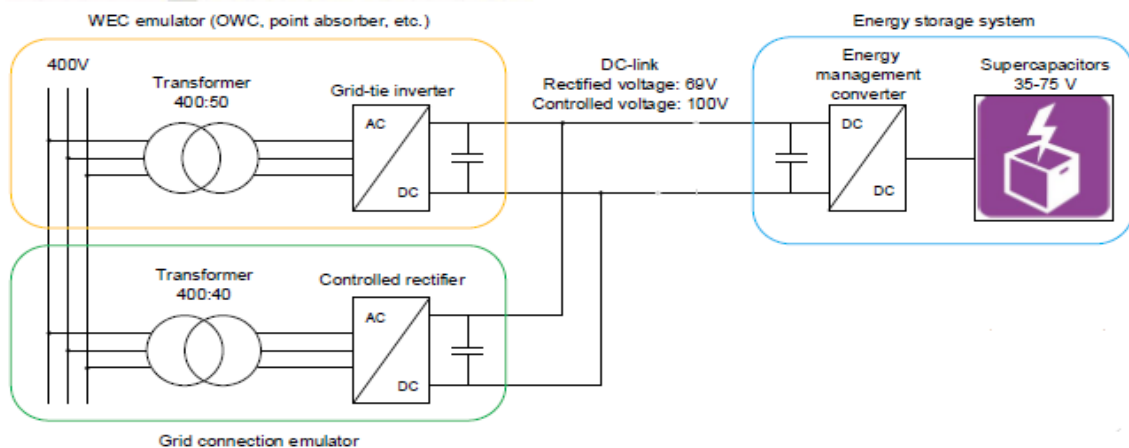 WEC emulator (OWC, point absorber, etc.)
Energy storage system
400V
Transformer
400:50
Grid-tie inverter
DC-link
Rectified voltage: 69V
Controlled voltage: 100V
Energy
management
converter
Supercapacitors
35-75 V
AC
DC
DC
DC
Transformer
400:40
Controlled rectifier
AC
DC
Grid connection emulator